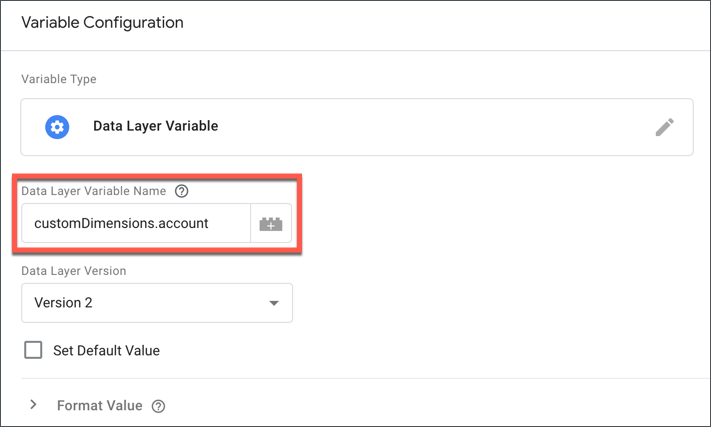 Variable Configuration
Variable Type
Data Layer Variable
Data Layer Variable Name
customDimensions.account
Data Layer Version
Version 2
Set Default Value
Format Value